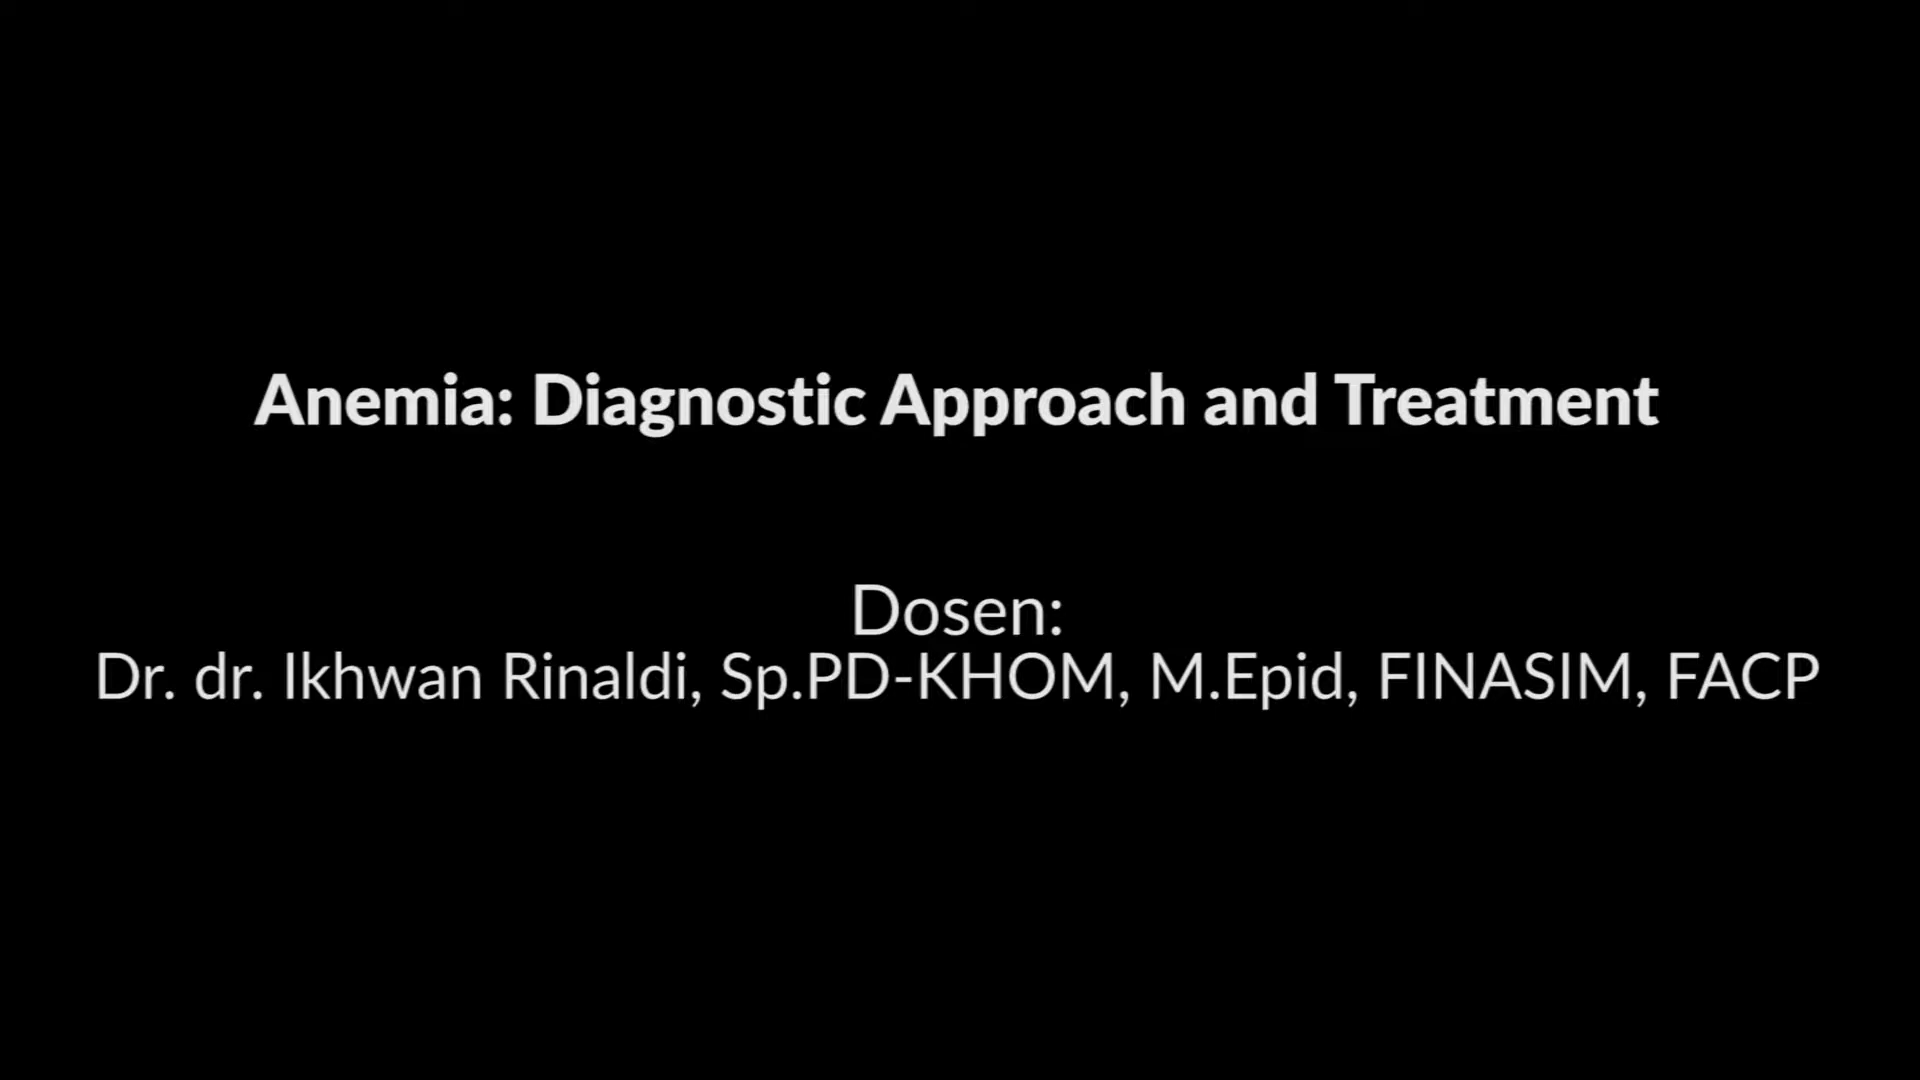 Anemia: Diagnostic Approach and Treatment
Dosen:
Dr. dr. Ikhwan Rinaldi, Sp.PD-KHOM, M.Epid, FINASIM, FACP